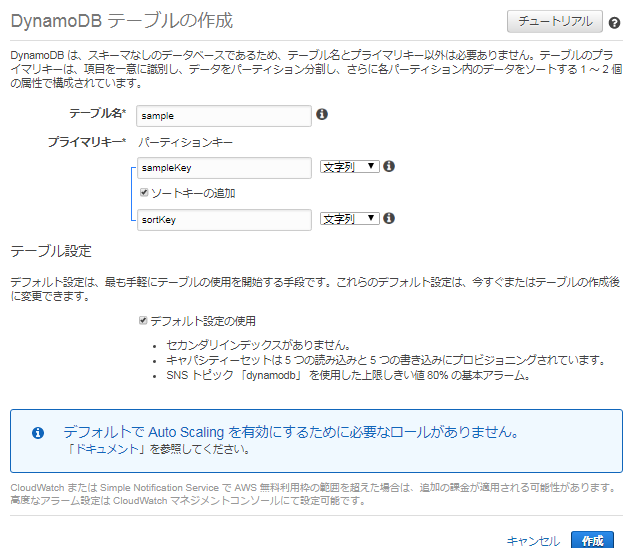 DynamoDB テーブルの作成
チュートリアル
DynamoDB は、スキーマなしのデータベースであるため、テーブル名とプライマリキー以外は必要ありません。テーブルのプラ
イマリキーは、項目を一意に識別し、データをパーティション分割し、さらに各パーティション内のデータをソートする 1 ～ 2 個
の属性で構成されています。
テーブル名* sample
プライマリキー* パーティションキー
sampleKey 文字列
ソートキーの追加
sortKey 文字列
テーブル設定
デフォルト設定は、最も手軽にテーブルの使用を開始する手段です。これらのデフォルト設定は、今すぐまたはテーブルの作成後
に変更できます。
デフォルト設定の使用
• セカンダリインデックスがありません。
• キャパシティーセットは 5 つの読み込みと 5 つの書き込みにプロビジョニングされています。
• SNS トピック 「dynamodb」 を使用した上限しきい値 80% の基本アラーム。
デフォルトで Auto Scaling を有効にするために必要なロールがありません。
「ドキュメント」を参照してください。
CloudWatch または Simple Notification Service で AWS 無料利用枠の範囲を超えた場合は、追加の課金が適用される可能性があります。
高度なアラーム設定は CloudWatch マネジメントコンソールにて設定可能です。
キャンセル 作成